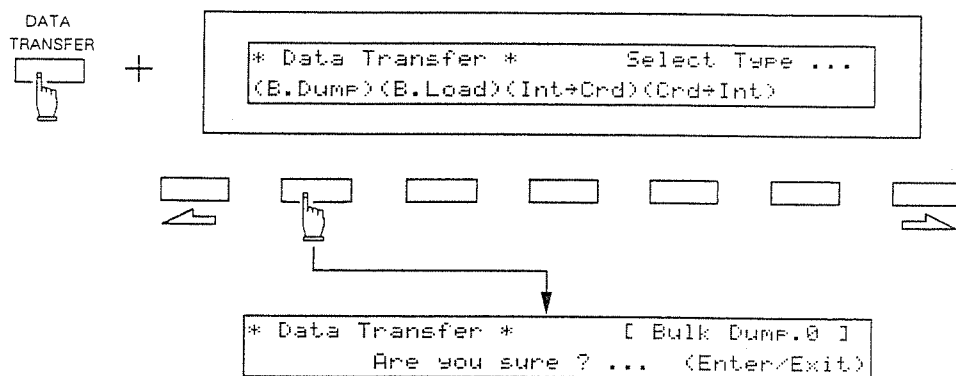 DATA
TRANSFER
+
* Data Transfer * Select Type ...
(B.Dump)(B.Load)(Int→Crd)(Crd→Int)
* Data Transfer * [ Bulk Dump.0 ]
Are you sure ? ... (Enter/Exit)